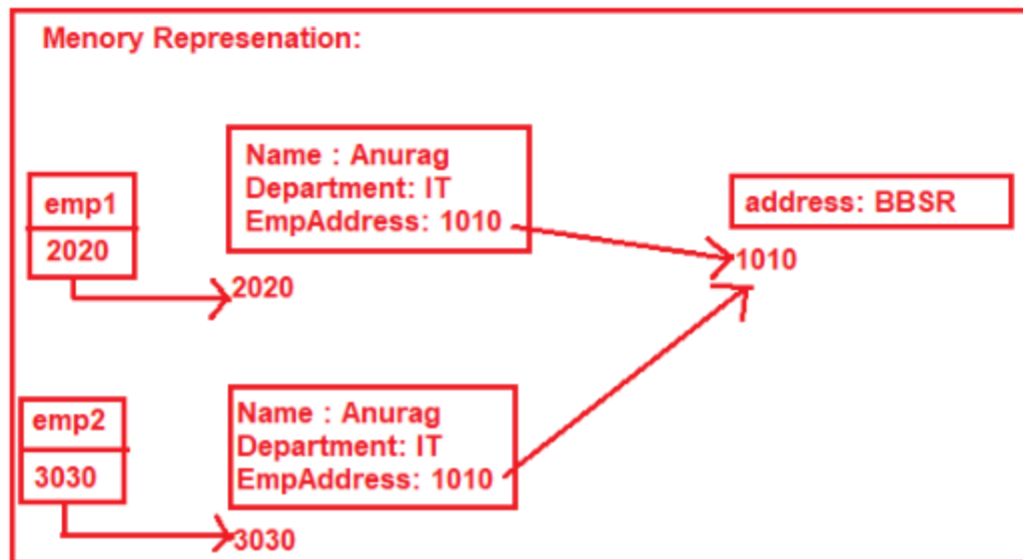 Menory Represenation:
Name : Anurag
Department: IT
EmpAddress: 1010
emp1
2020
2020
address: BBSR
1010
Name : Anurag
Department: IT
EmpAddress: 1010
emp2
3030
3030